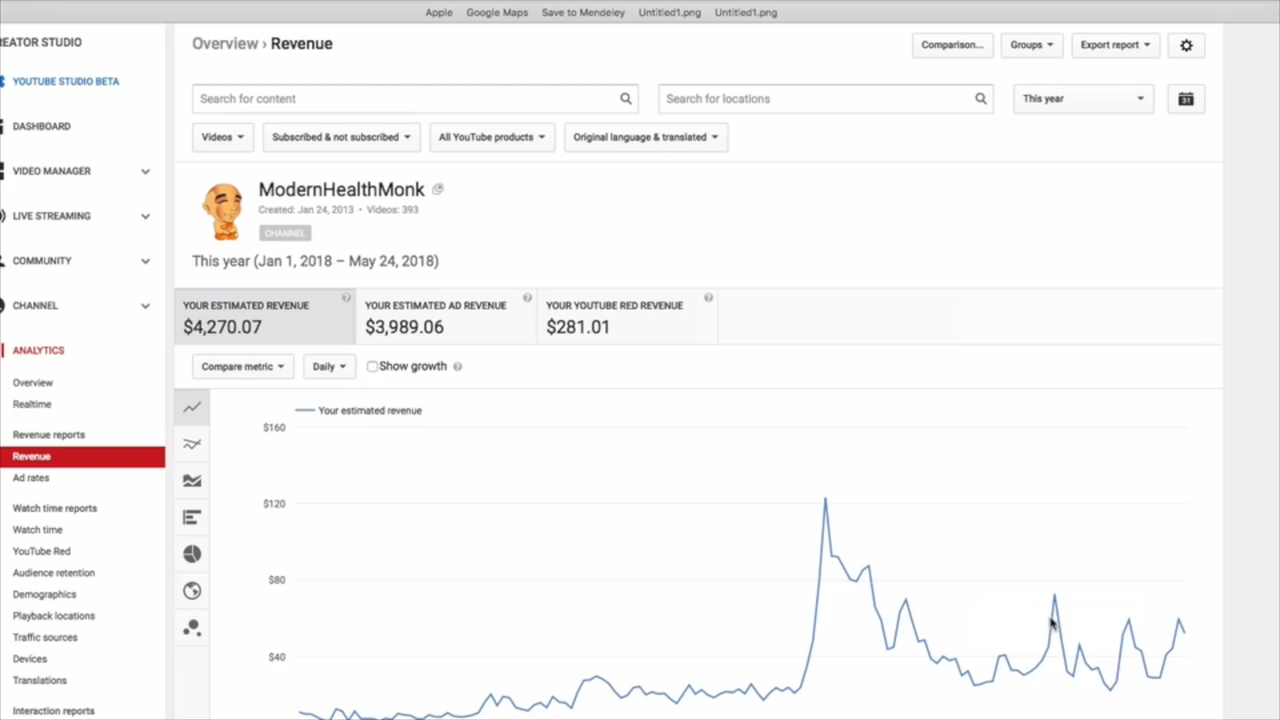 Apple Google Maps Save to Mendeley Untitled1.png Untitled1.png
REATOR STUDIO
YOUTUBE STUDIO BETA
DASHBOARD
VIDEO MANAGER
LIVE STREAMING
COMMUNITY
CHANNEL
ANALYTICS
Overview
Realtime
Revenue reports
Revenue
Ad rates
Watch time reports
Watch time
YouTube Red
Audience retention
Demographics
Playback locations
Traffic sources
Devices
Translations
Interaction reports
Overview › Revenue
Comparison... Groups Export report
Search for content Search for locations This year 31
Videos Subscribed & not subscribed All YouTube products Original language & translated
ModernHealthMonk
Created: Jan 24, 2013 • Videos: 393
CHANNEL
This year (Jan 1, 2018 – May 24, 2018)
YOUR ESTIMATED REVENUE ? YOUR ESTIMATED AD REVENUE ? YOUR YOUTUBE RED REVENUE ?
$4,270.07 $3,989.06 $281.01
Compare metric Daily Show growth ?
Your estimated revenue
$160
$120
$80
$40